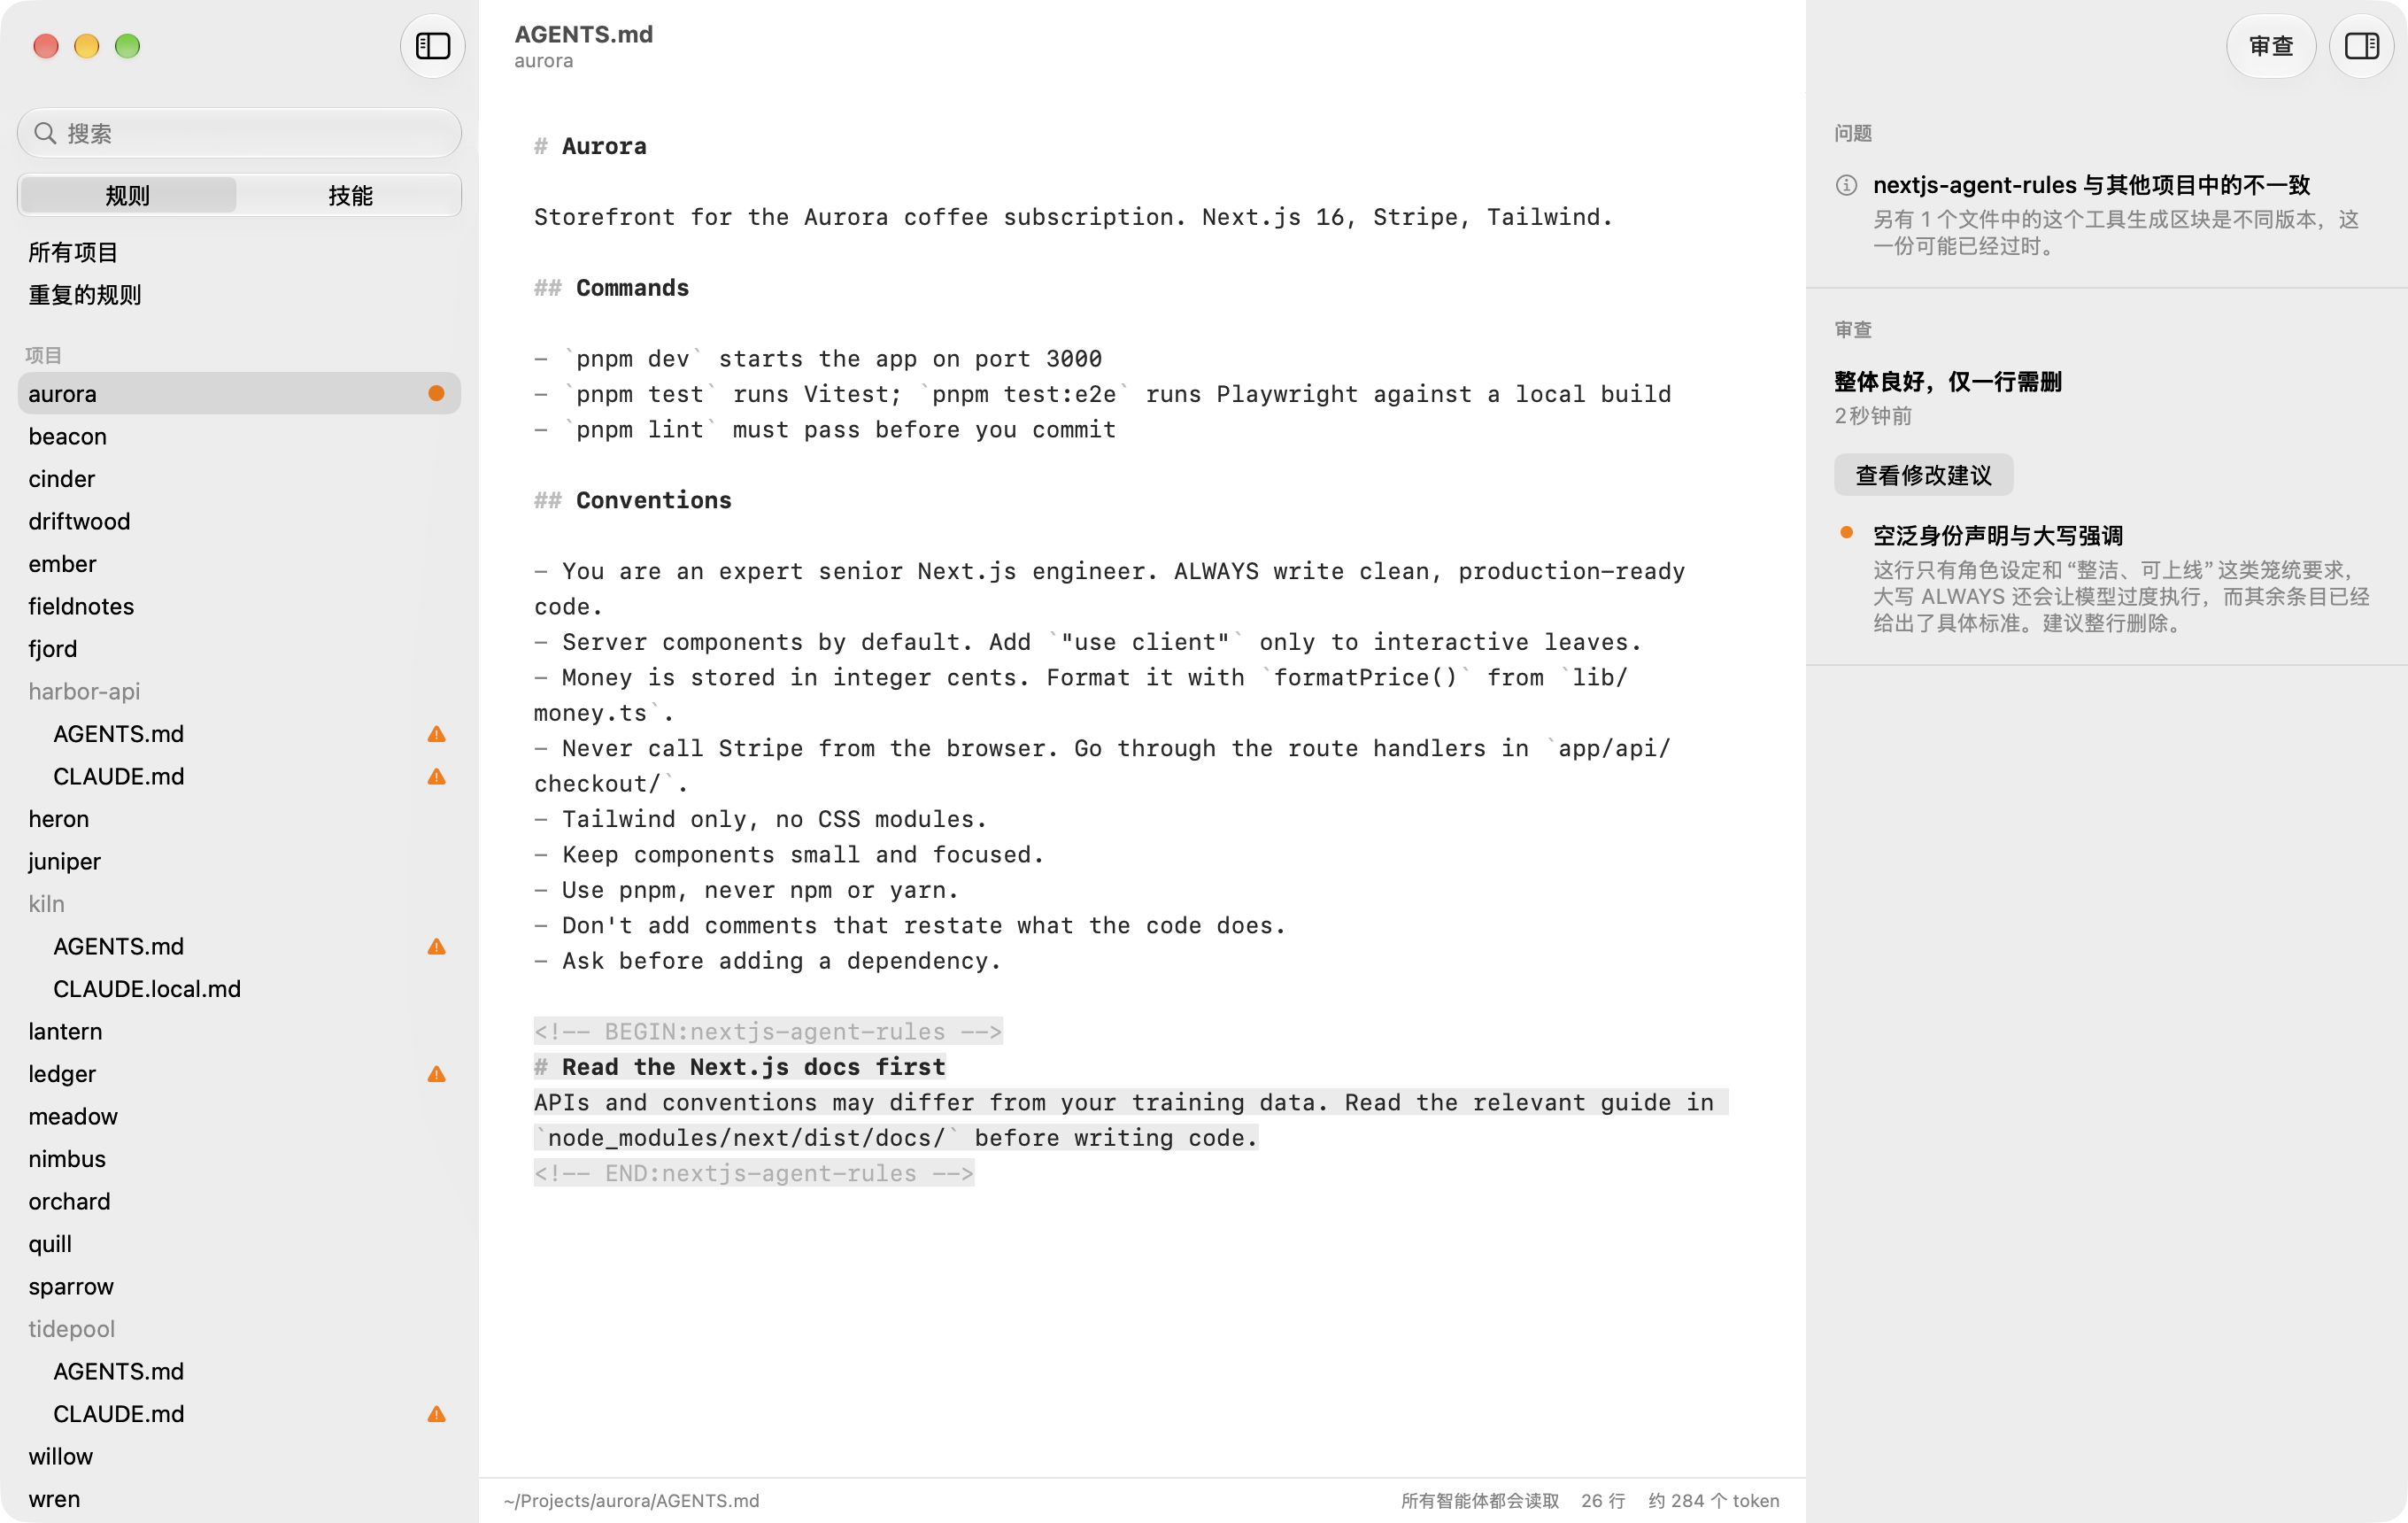 搜索
规则
技能
所有项目
重复的规则
项目
aurora
beacon
cinder
driftwood
ember
fieldnotes
fjord
harbor-api
AGENTS.md
CLAUDE.md
heron
juniper
kiln
AGENTS.md
CLAUDE.local.md
lantern
ledger
meadow
nimbus
orchard
quill
sparrow
tidepool
AGENTS.md
CLAUDE.md
willow
wren
AGENTS.md
aurora
# Aurora
Storefront for the Aurora coffee subscription. Next.js 16, Stripe, Tailwind.
## Commands
- `pnpm dev` starts the app on port 3000
- `pnpm test` runs Vitest; `pnpm test:e2e` runs Playwright against a local build
- `pnpm lint` must pass before you commit
## Conventions
- You are an expert senior Next.js engineer. ALWAYS write clean, production-ready
code.
- Server components by default. Add `"use client"` only to interactive leaves.
- Money is stored in integer cents. Format it with `formatPrice()` from `lib/
money.ts`.
- Never call Stripe from the browser. Go through the route handlers in `app/api/
checkout/`.
- Tailwind only, no CSS modules.
- Keep components small and focused.
- Use pnpm, never npm or yarn.
- Don't add comments that restate what the code does.
- Ask before adding a dependency.
<!-- BEGIN:nextjs-agent-rules -->
# Read the Next.js docs first
APIs and conventions may differ from your training data. Read the relevant guide in
`node_modules/next/dist/docs/` before writing code.
<!-- END:nextjs-agent-rules -->
~/Projects/aurora/AGENTS.md
所有智能体都会读取
26 行
约 284 个 token
审查
问题
nextjs-agent-rules 与其他项目中的不一致
另有 1 个文件中的这个工具生成区块是不同版本，这
一份可能已经过时。
审查
整体良好，仅一行需删
2秒钟前
查看修改建议
空泛身份声明与大写强调
这行只有角色设定和“整洁、可上线”这类笼统要求，
大写 ALWAYS 还会让模型过度执行，而其余条目已经
给出了具体标准。建议整行删除。